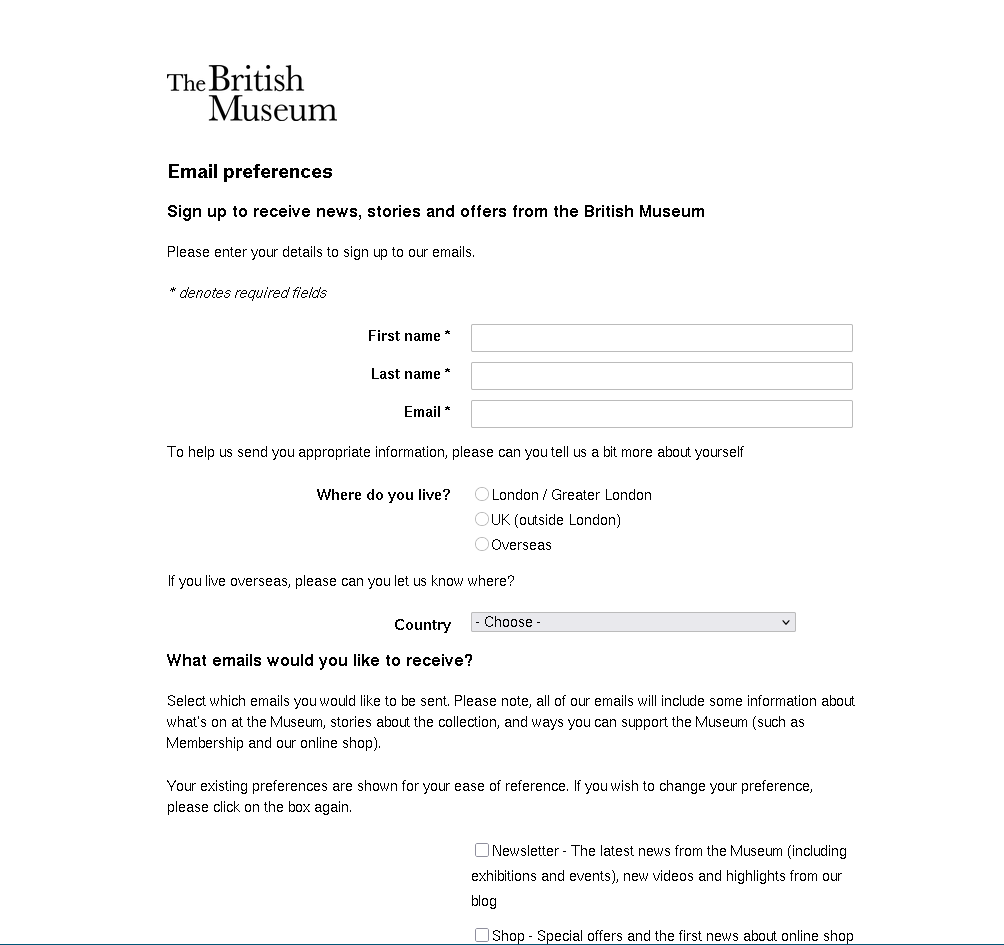 The British
Museum
Email preferences
Sign up to receive news, stories and offers from the British Museum
Please enter your details to sign up to our emails.
* denotes required fields
First name *
Last name *
Email *
To help us send you appropriate information, please can you tell us a bit more about yourself
Where do you live?
London / Greater London
UK (outside London)
Overseas
If you live overseas, please can you let us know where?
Country
- Choose -
What emails would you like to receive?
Select which emails you would like to be sent. Please note, all of our emails will include some information about
what's on at the Museum, stories about the collection, and ways you can support the Museum (such as
Membership and our online shop).
Your existing preferences are shown for your ease of reference. If you wish to change your preference,
please click on the box again.
Newsletter - The latest news from the Museum (including
exhibitions and events), new videos and highlights from our
blog
Shop - Special offers and the first news about online shop